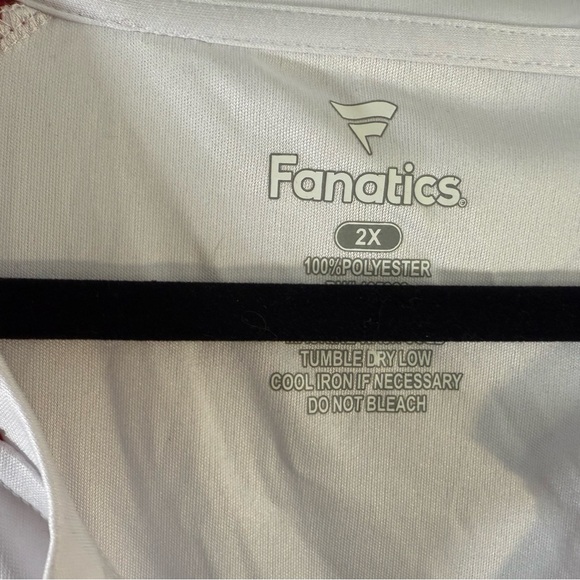 Fanatics®
2X
100%POLYESTER
TUMBLE DRY LOW
COOL IRON IF NECESSARY
DO NOT BLEACH